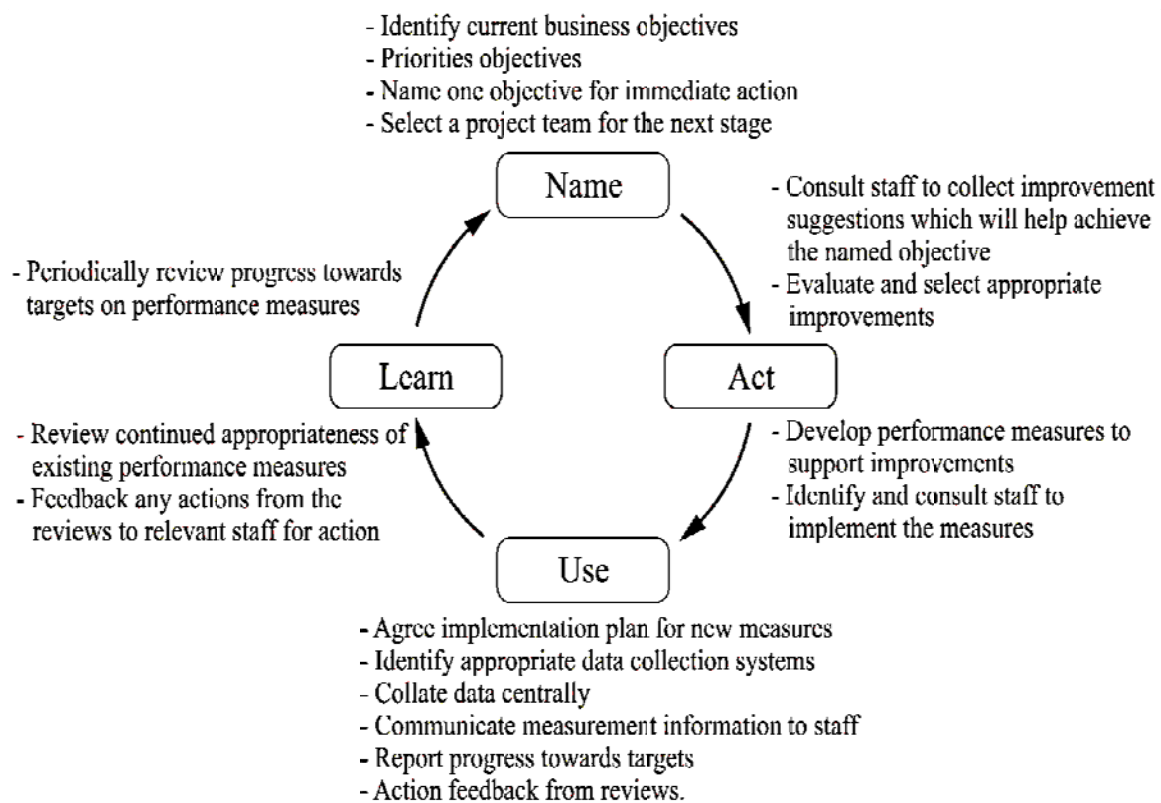 - Identify current business objectives
- Priorities objectives
- Name one objective for immediate action
- Select a project team for the next stage
Name
- Consult staff to collect improvement
suggestions which will help achieve
the named objective
- Evaluate and select appropriate
improvements
- Periodically review progress towards
targets on performance measures
Learn
Act
- Review continued appropriateness of
existing performance measures
- Feedback any actions from the
reviews to relevant staff for action
- Develop performance measures to
support improvements
- Identify and consult staff to
implement the measures
Use
- Agree implementation plan for new measures
- Identify appropriate data collection systems
- Collate data centrally
- Communicate measurement information to staff
- Report progress towards targets
- Action feedback from reviews.